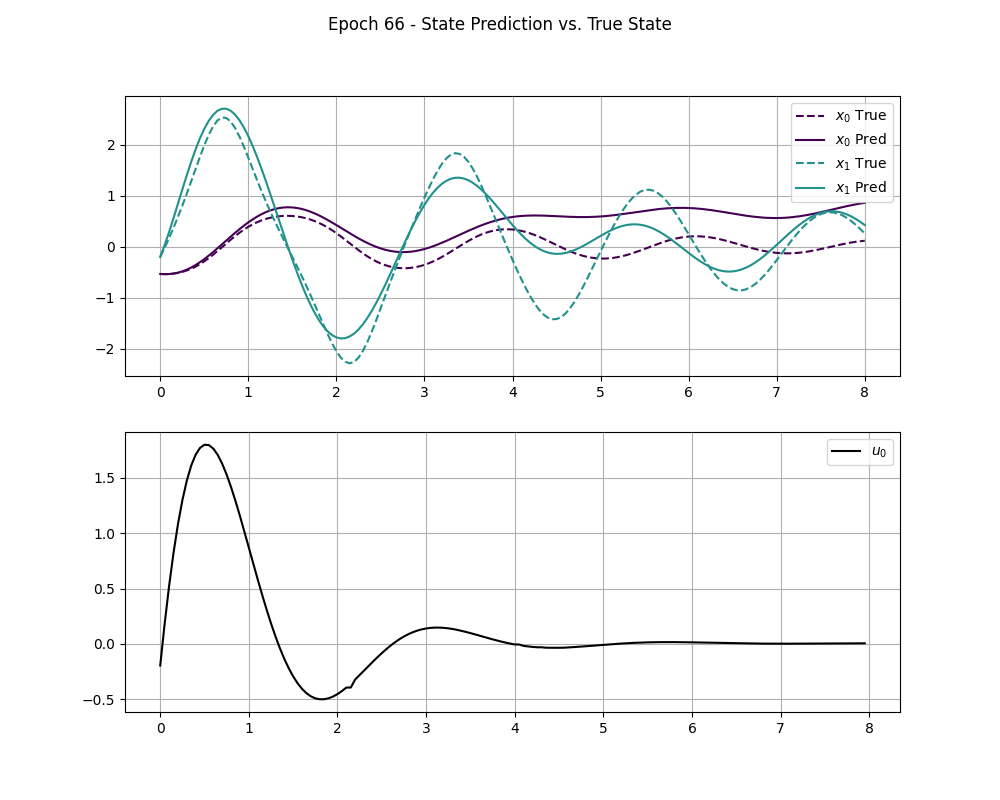 Epoch 66 - State Prediction vs. True State
x₀ True
x₀ Pred
x₁ True
x₁ Pred
2
1
0
−1
−2
0 1 2 3 4 5 6 7 8
u₀
1.5
1.0
0.5
0.0
−0.5
0 1 2 3 4 5 6 7 8